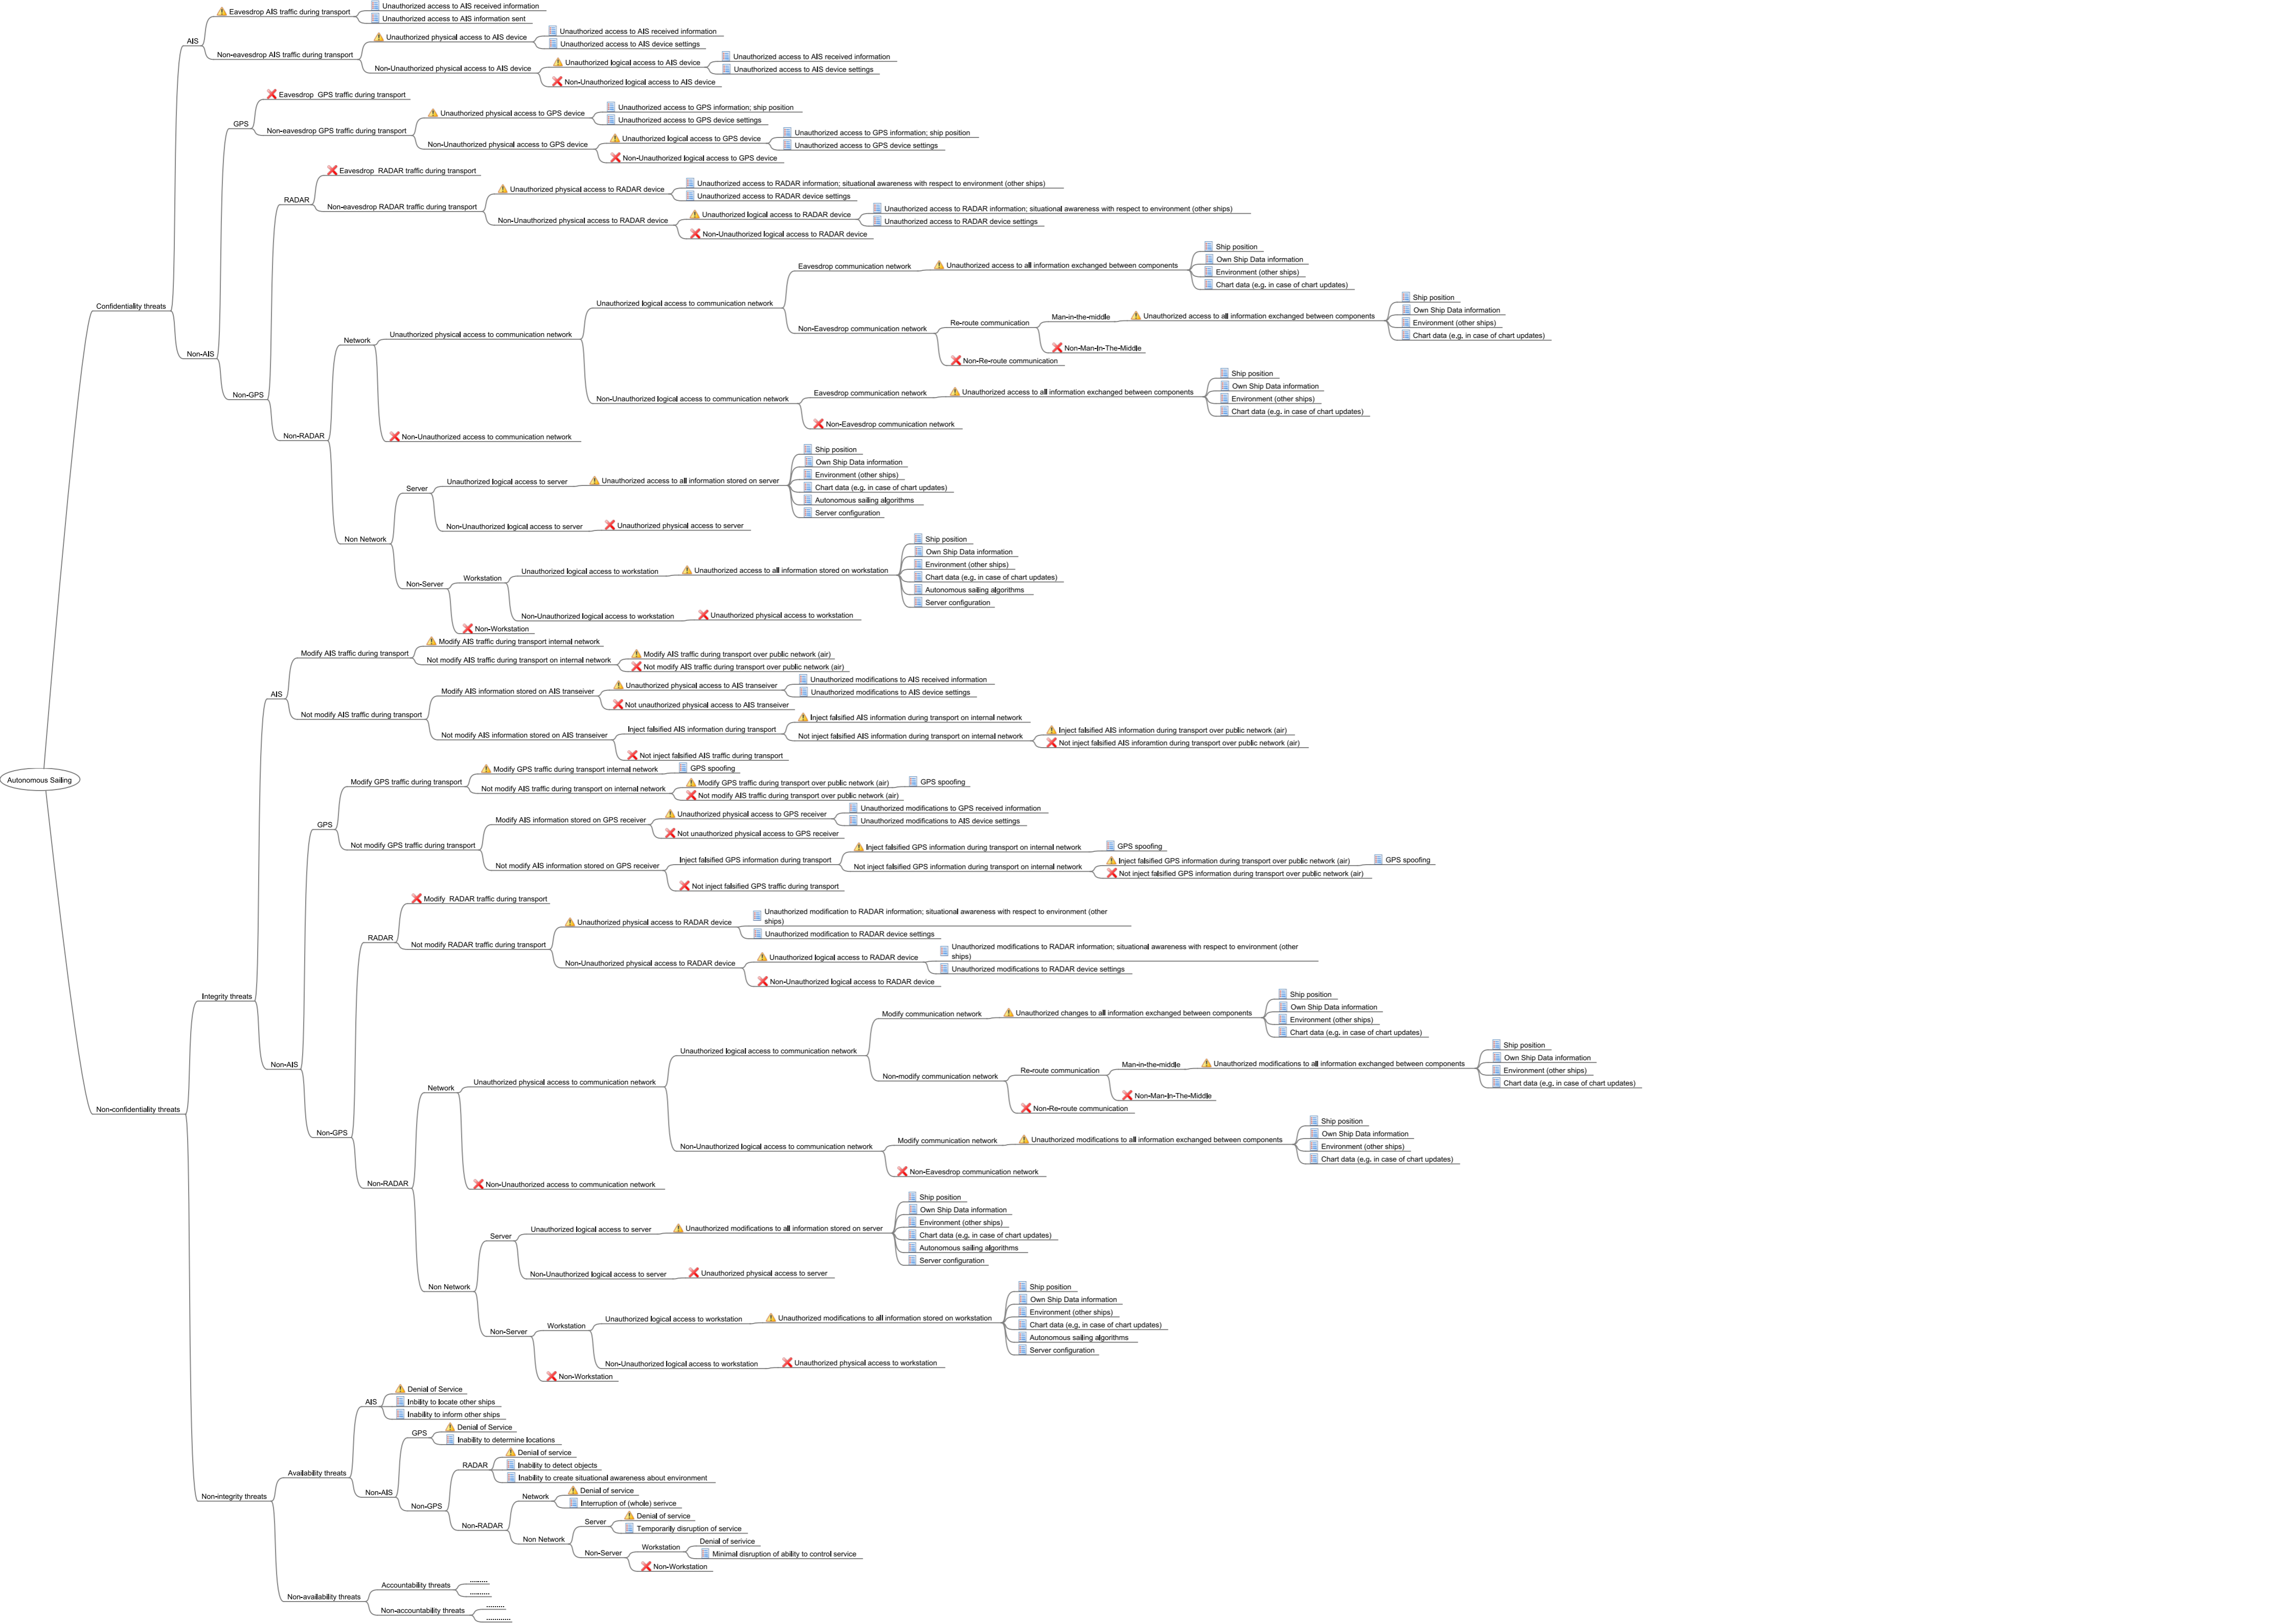 Eavesdrop AIS traffic during transport
Unauthorized access to AIS received information
Unauthorized access to AIS information sent
AIS
Non-eavesdrop AIS traffic during transport
Unauthorized physical access to AIS device
Unauthorized access to AIS received information
Unauthorized access to AIS device settings
Non-Unauthorized physical access to AIS device
Unauthorized logical access to AIS device
Unauthorized access to AIS received information
Unauthorized access to AIS device settings
Non-Unauthorized logical access to AIS device
Eavesdrop GPS traffic during transport
GPS
Non-eavesdrop GPS traffic during transport
Unauthorized physical access to GPS device
Unauthorized access to GPS information; ship position
Unauthorized access to GPS device settings
Non-Unauthorized physical access to GPS device
Unauthorized logical access to GPS device
Unauthorized access to GPS information; ship position
Unauthorized access to GPS device settings
Non-Unauthorized logical access to GPS device
Eavesdrop RADAR traffic during transport
RADAR
Non-eavesdrop RADAR traffic during transport
Unauthorized physical access to RADAR device
Unauthorized access to RADAR information; situational awareness with respect to environment (other ships)
Unauthorized access to RADAR device settings
Non-Unauthorized physical access to RADAR device
Unauthorized logical access to RADAR device
Unauthorized access to RADAR information; situational awareness with respect to environment (other ships)
Unauthorized access to RADAR device settings
Non-Unauthorized logical access to RADAR device
Confidentiality threats
Non-AIS
Non-GPS
Non-RADAR
Network
Unauthorized physical access to communication network
Unauthorized logical access to communication network
Eavesdrop communication network
Unauthorized access to all information exchanged between components
Ship position
Own Ship Data information
Environment (other ships)
Chart data (e.g. in case of chart updates)
Non-Eavesdrop communication network
Re-route communication
Man-in-the-middle
Unauthorized access to all information exchanged between components
Ship position
Own Ship Data information
Environment (other ships)
Chart data (e.g. in case of chart updates)
Non-Man-In-The-Middle
Non-Re-route communication
Non-Unauthorized logical access to communication network
Eavesdrop communication network
Unauthorized access to all information exchanged between components
Ship position
Own Ship Data information
Environment (other ships)
Chart data (e.g. in case of chart updates)
Non-Eavesdrop communication network
Non-Unauthorized access to communication network
Non Network
Server
Unauthorized logical access to server
Unauthorized access to all information stored on server
Ship position
Own Ship Data information
Environment (other ships)
Chart data (e.g. in case of chart updates)
Autonomous sailing algorithms
Server configuration
Non-Unauthorized logical access to server
Unauthorized physical access to server
Non-Server
Workstation
Unauthorized logical access to workstation
Unauthorized access to all information stored on workstation
Ship position
Own Ship Data information
Environment (other ships)
Chart data (e.g. in case of chart updates)
Autonomous sailing algorithms
Server configuration
Non-Unauthorized logical access to workstation
Unauthorized physical access to workstation
Non-Workstation
Autonomous Sailing
Non-confidentiality threats
Integrity threats
AIS
Modify AIS traffic during transport
Modify AIS traffic during transport internal network
Not modify AIS traffic during transport on internal network
Modify AIS traffic during transport over public network (air)
Not modify AIS traffic during transport over public network (air)
Not modify AIS traffic during transport
Modify AIS information stored on AIS transeiver
Unauthorized physical access to AIS transeiver
Unauthorized modifications to AIS received information
Unauthorized modifications to AIS device settings
Not unauthorized physical access to AIS transeiver
Not modify AIS information stored on AIS transeiver
Inject falsified AIS information during transport
Inject falsified AIS information during transport on internal network
Not inject falsified AIS information during transport on internal network
Inject falsified AIS information during transport over public network (air)
Not inject falsified AIS inforamtion during transport over public network (air)
Not inject falsified AIS traffic during transport
Non-AIS
GPS
Modify GPS traffic during transport
Modify GPS traffic during transport internal network
GPS spoofing
Not modify AIS traffic during transport on internal network
Modify GPS traffic during transport over public network (air)
GPS spoofing
Not modify AIS traffic during transport over public network (air)
Not modify GPS traffic during transport
Modify AIS information stored on GPS receiver
Unauthorized physical access to GPS receiver
Unauthorized modifications to GPS received information
Unauthorized modifications to AIS device settings
Not unauthorized physical access to GPS receiver
Not modify AIS information stored on GPS receiver
Inject falsified GPS information during transport
Inject falsified GPS information during transport on internal network
GPS spoofing
Not inject falsified GPS information during transport on internal network
Inject falsified GPS information during transport over public network (air)
GPS spoofing
Not inject falsified GPS information during transport over public network (air)
Not inject falsified GPS traffic during transport
Non-GPS
RADAR
Modify RADAR traffic during transport
Not modify RADAR traffic during transport
Unauthorized physical access to RADAR device
Unauthorized modification to RADAR information; situational awareness with respect to environment (other
ships)
Unauthorized modification to RADAR device settings
Non-Unauthorized physical access to RADAR device
Unauthorized logical access to RADAR device
Unauthorized modifications to RADAR information; situational awareness with respect to environment (other
ships)
Unauthorized modifications to RADAR device settings
Non-Unauthorized logical access to RADAR device
Non-RADAR
Network
Unauthorized physical access to communication network
Unauthorized logical access to communication network
Modify communication network
Unauthorized changes to all information exchanged between components
Ship position
Own Ship Data information
Environment (other ships)
Chart data (e.g. in case of chart updates)
Non-modify communication network
Re-route communication
Man-in-the-middle
Unauthorized modifications to all information exchanged between components
Ship position
Own Ship Data information
Environment (other ships)
Chart data (e.g. in case of chart updates)
Non-Man-In-The-Middle
Non-Re-route communication
Non-Unauthorized logical access to communication network
Modify communication network
Unauthorized modifications to all information exchanged between components
Ship position
Own Ship Data information
Environment (other ships)
Chart data (e.g. in case of chart updates)
Non-Eavesdrop communication network
Non-Unauthorized access to communication network
Non Network
Server
Unauthorized logical access to server
Unauthorized modifications to all information stored on server
Ship position
Own Ship Data information
Environment (other ships)
Chart data (e.g. in case of chart updates)
Autonomous sailing algorithms
Server configuration
Non-Unauthorized logical access to server
Unauthorized physical access to server
Non-Server
Workstation
Unauthorized logical access to workstation
Unauthorized modifications to all information stored on workstation
Ship position
Own Ship Data information
Environment (other ships)
Chart data (e.g. in case of chart updates)
Autonomous sailing algorithms
Server configuration
Non-Unauthorized logical access to workstation
Unauthorized physical access to workstation
Non-Workstation
Non-integrity threats
Availability threats
AIS
Denial of Service
Inbility to locate other ships
Inability to inform other ships
Non-AIS
GPS
Denial of Service
Inability to determine locations
Non-GPS
RADAR
Denial of service
Inability to detect objects
Inability to create situational awareness about environment
Non-RADAR
Network
Denial of service
Interruption of (whole) serivce
Non Network
Server
Denial of service
Temporarily disruption of service
Non-Server
Workstation
Denial of serivice
Minimal disruption of ability to control service
Non-Workstation
Non-availability threats
Accountability threats
.........
..........
Non-accountability threats
.........
............